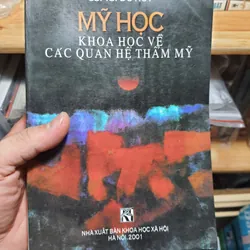 MỸ HỌC
KHOA HỌC VỀ
CÁC QUAN HỆ THẨM MỸ
NHÀ XUẤT BẢN KHOA HỌC XÃ HỘI
HÀ NỘI. 2001